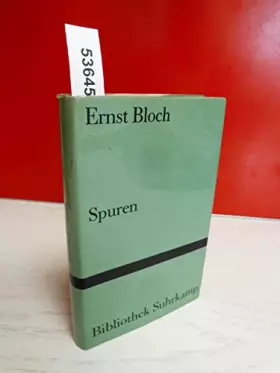 53645
Ernst Bloch
Spuren
Bibliothek Suhrkamp